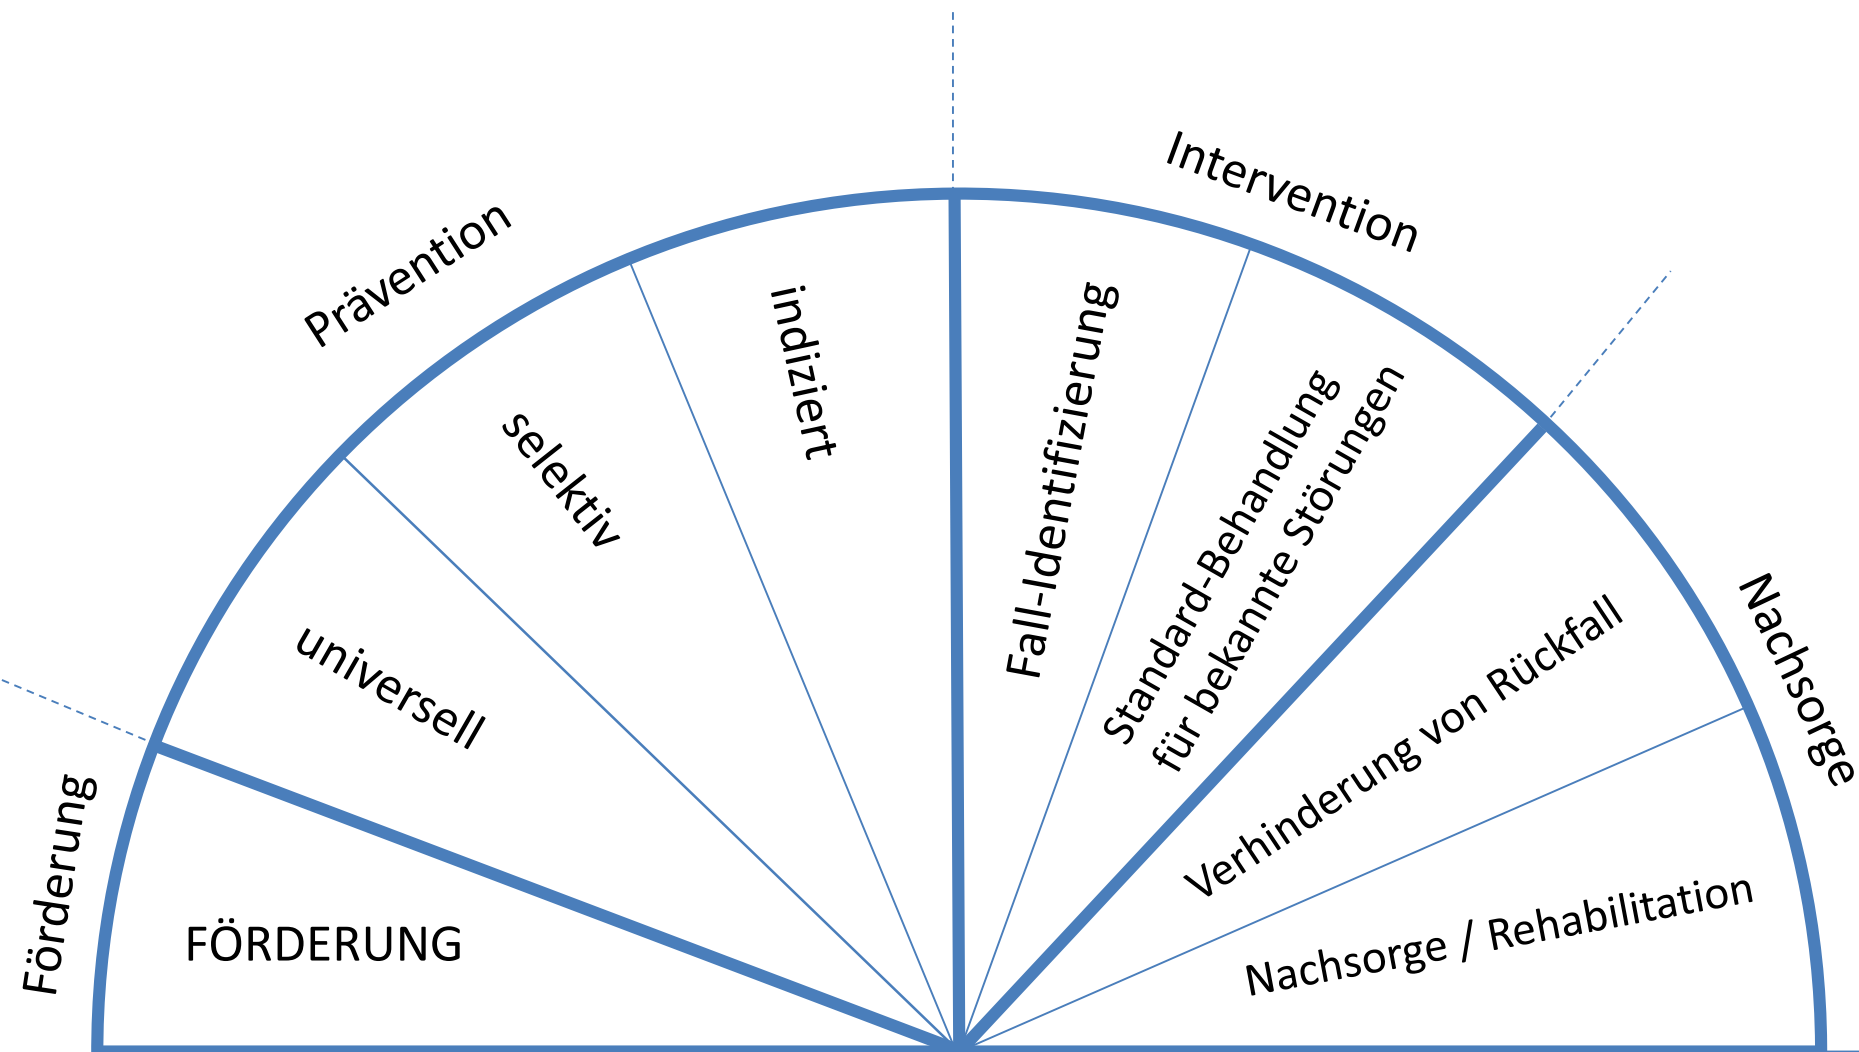 Förderung
Prävention
Intervention
Nachsorge
FÖRDERUNG
universell
selektiv
indiziert
Fall-Identifizierung
Standard-Behandlung
für bekannte Störungen
Verhinderung von Rückfall
Nachsorge / Rehabilitation